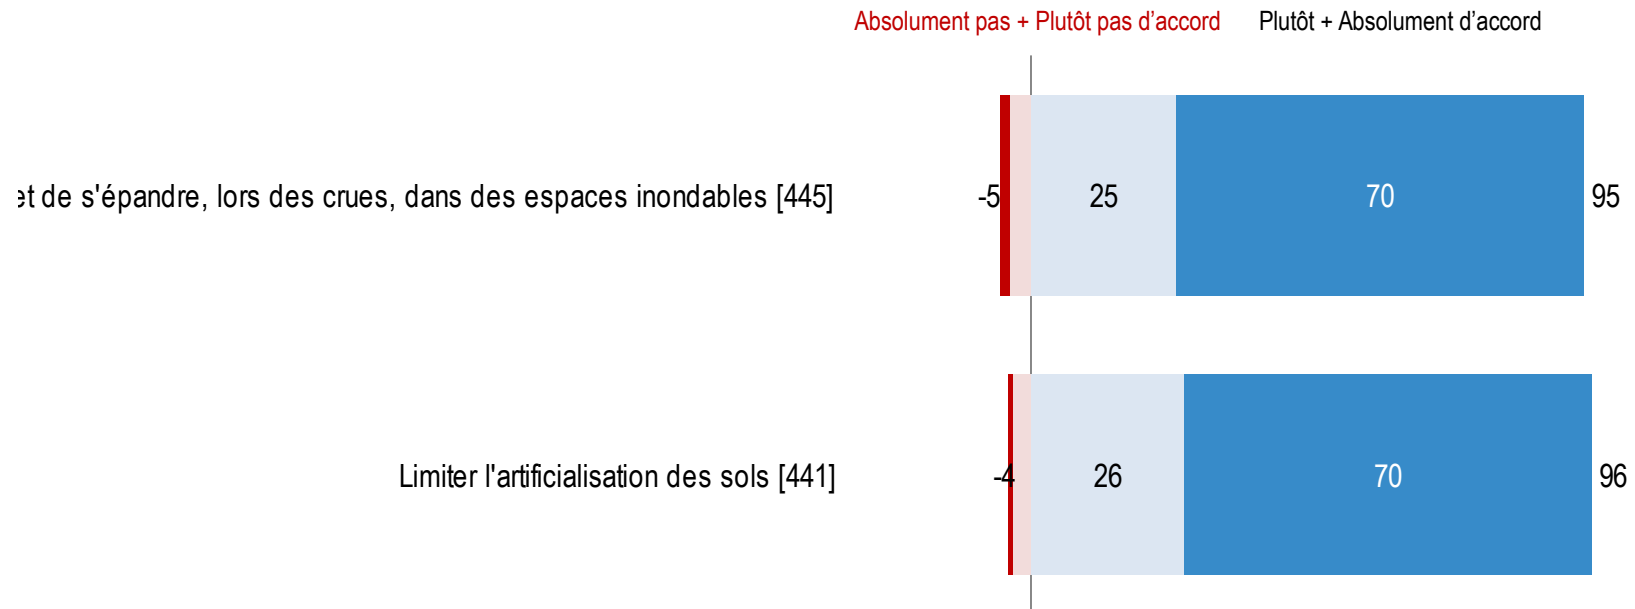 Absolument pas + Plutôt pas d’accord Plutôt + Absolument d’accord
et de s'épandre, lors des crues, dans des espaces inondables [445] -5 25 70 95
Limiter l'artificialisation des sols [441] -4 26 70 96